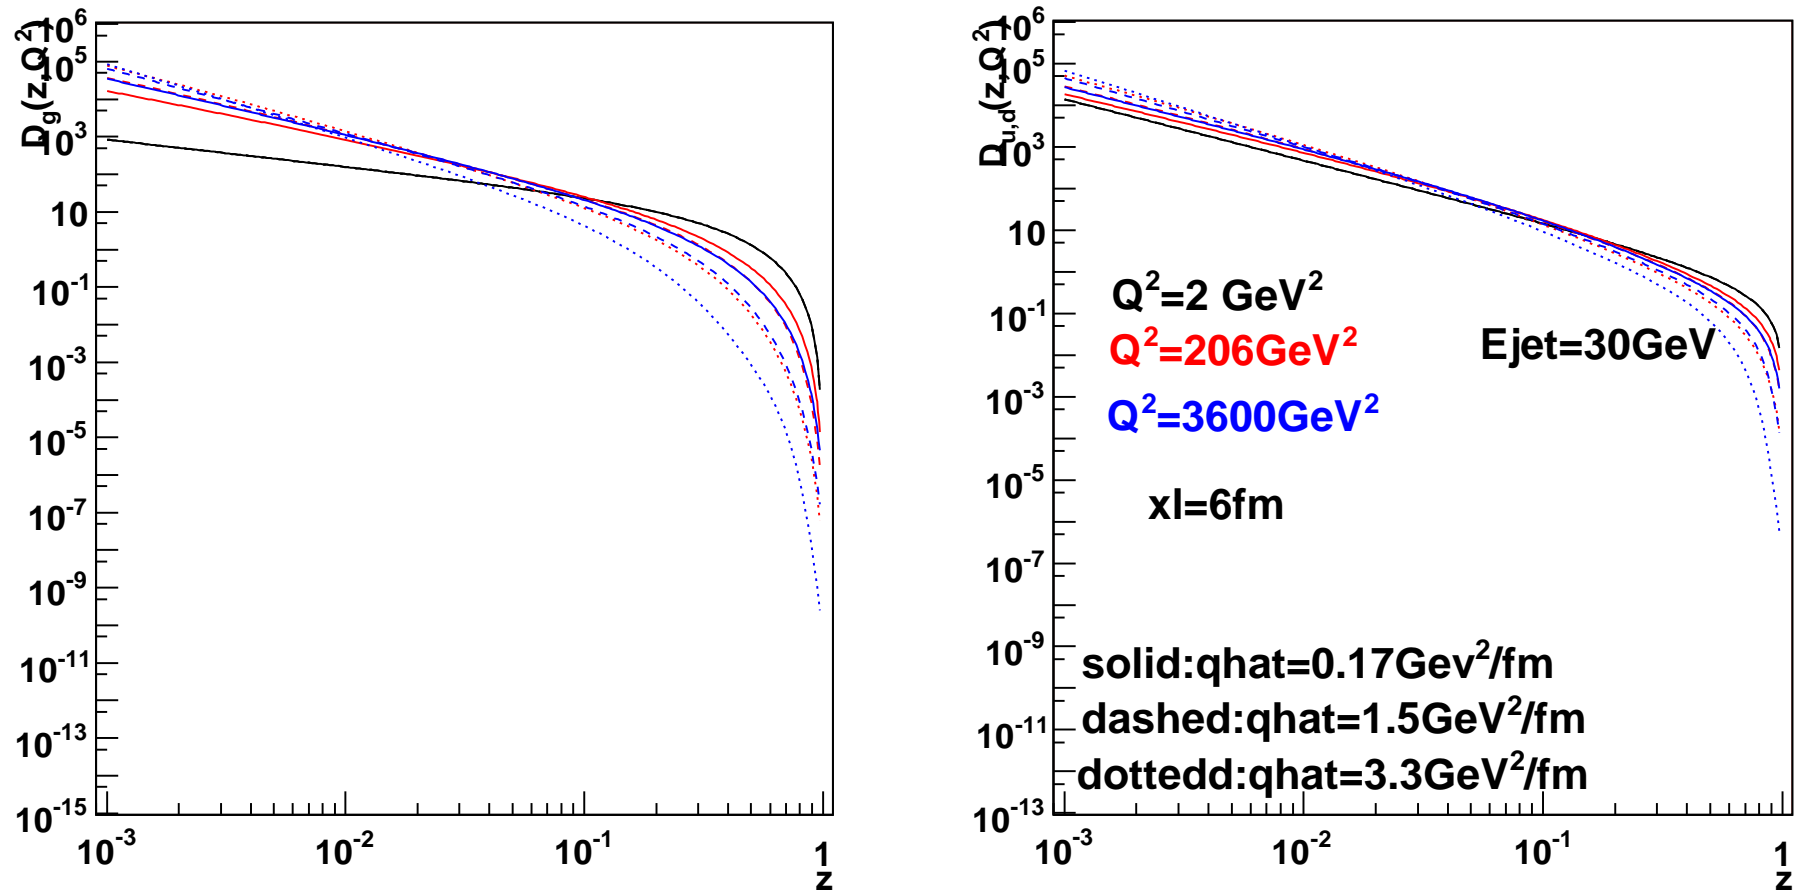 D_g(z,Q^2)
10^6
10^5
10^3
10
10^-1
10^-3
10^-5
10^-7
10^-9
10^-11
10^-13
10^-15
10^-3 10^-2 10^-1 1
z
D_u,d(z,Q^2)
10^6
10^5
10^3
10
10^-1
10^-3
10^-5
10^-7
10^-9
10^-11
10^-13
Q^2=2 GeV^2
Q^2=206GeV^2
Ejet=30GeV
Q^2=3600GeV^2
xl=6fm
solid:qhat=0.17Gev^2/fm
dashed:qhat=1.5GeV^2/fm
dottedd:qhat=3.3GeV^2/fm
10^-3 10^-2 10^-1 1
z